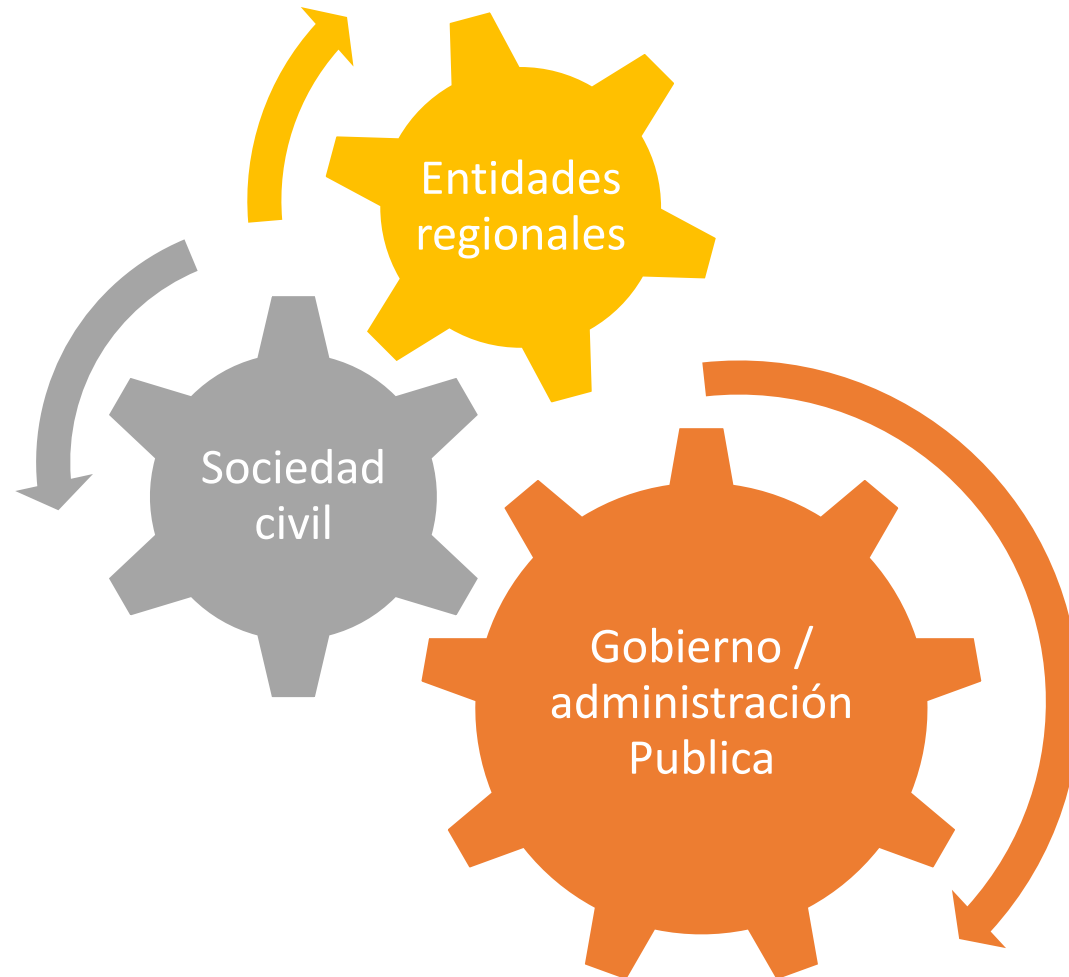 Entidades
regionales
Sociedad
civil
Gobierno /
administración
Publica